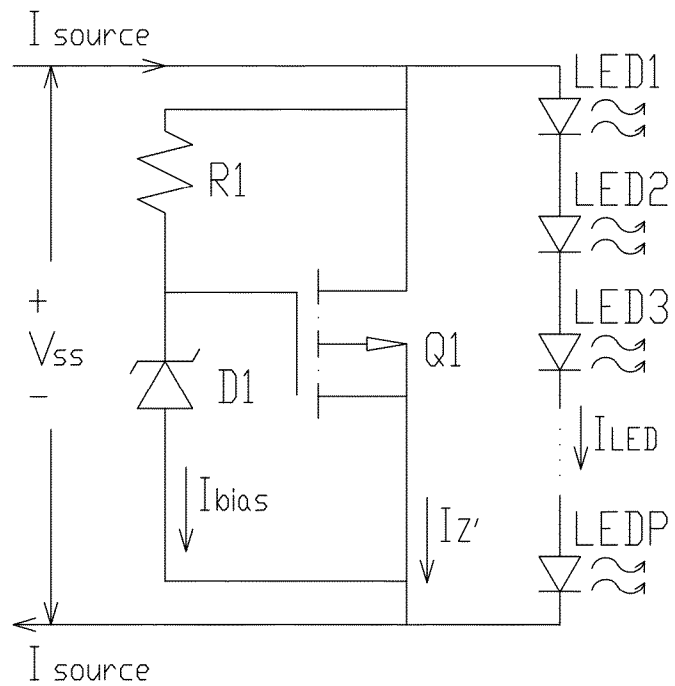 I source
LED1
R1
LED2
LED3
+
Vss
-
Q1
D1
ILED
Ibias
IZ'
LEDP
I source